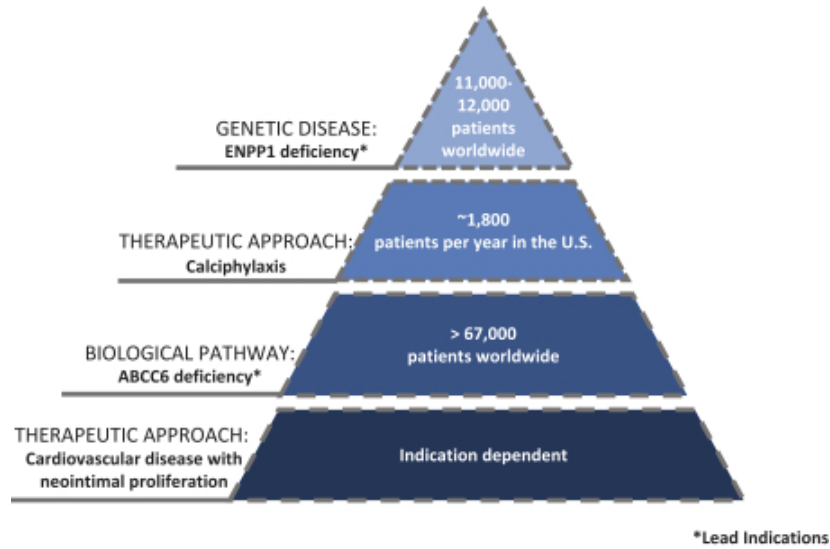 11,000-
12,000
patients
worldwide
GENETIC DISEASE:
ENPP1 deficiency*
~1,800
patients per year in the U.S.
THERAPEUTIC APPROACH:
Calciphylaxis
> 67,000
patients worldwide
BIOLOGICAL PATHWAY:
ABCC6 deficiency*
THERAPEUTIC APPROACH:
Cardiovascular disease with
neointimal proliferation
Indication dependent
*Lead Indications